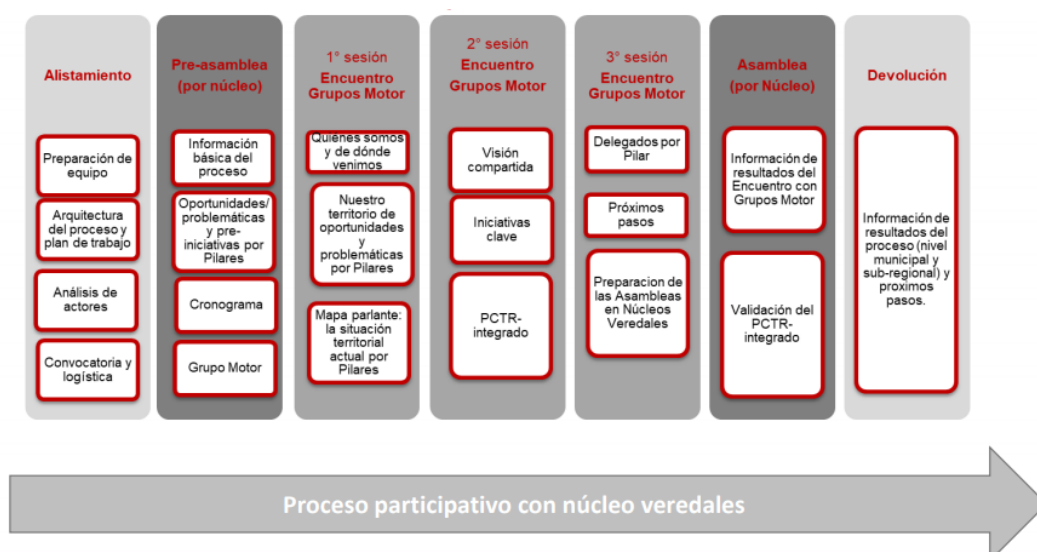 Alistamiento
Preparación de
equipo
Arquitectura
del proceso y
plan de trabajo
Análisis de
actores
Convocatoria y
logística
Pre-asamblea
(por núcleo)
Información
básica del
proceso
Oportunidades/
problemáticas y
pre-
iniciativas por
Pilares
Cronograma
Grupo Motor
1° sesión
Encuentro
Grupos Motor
Quiénes somos
y de dónde
venimos
Nuestro
territorio de
oportunidades
y
problemáticas
por Pilares
Mapa parlante:
la situación
territorial
actual por
Pilares
2° sesión
Encuentro
Grupos Motor
Visión
compartida
Iniciativas
clave
PCTR-
integrado
3° sesión
Encuentro
Grupos Motor
Delegados por
Pilar
Próximos
pasos
Preparacion de
las Asambleas
en Núcleos
Veredales
Asamblea
(por Núcleo)
Información de
resultados del
Encuentro con
Grupos Motor
Validación del
PCTR-
integrado
Devolución
Información de
resultados del
proceso (nivel
municipal y
sub-regional) y
proximos
pasos.
Proceso participativo con núcleo veredales